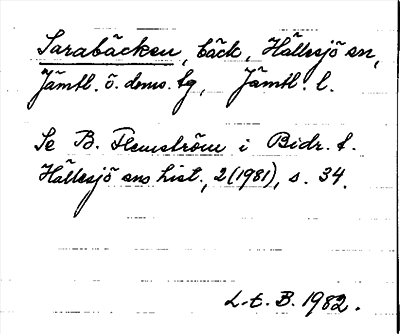 Sarabäcken, bäck, Hällesjö sn,
Jämtl. ö. doms. tg, Jämtl. l.
Se B. Flemström i Bidr. t.
Hällesjö sns hist., 2(1981), s. 34.
L-t. B. 1982.